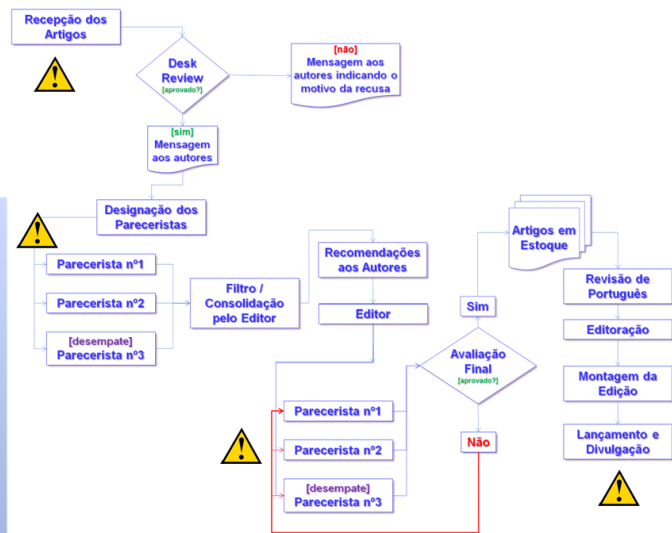 Recepção dos
Artigos
Desk
Review
[aprovado?]
[não]
Mensagem aos
autores indicando o
motivo da recusa
[sim]
Mensagem
aos autores
Designação dos
Pareceristas
Parecerista nº1
Parecerista nº2
[desempate]
Parecerista nº3
Filtro /
Consolidação
pelo Editor
Recomendações
aos Autores
Editor
Parecerista nº1
Parecerista nº2
[desempate]
Parecerista nº3
Avaliação
Final
[aprovado?]
Sim
Não
Artigos em
Estoque
Revisão de
Português
Editoração
Montagem da
Edição
Lançamento e
Divulgação